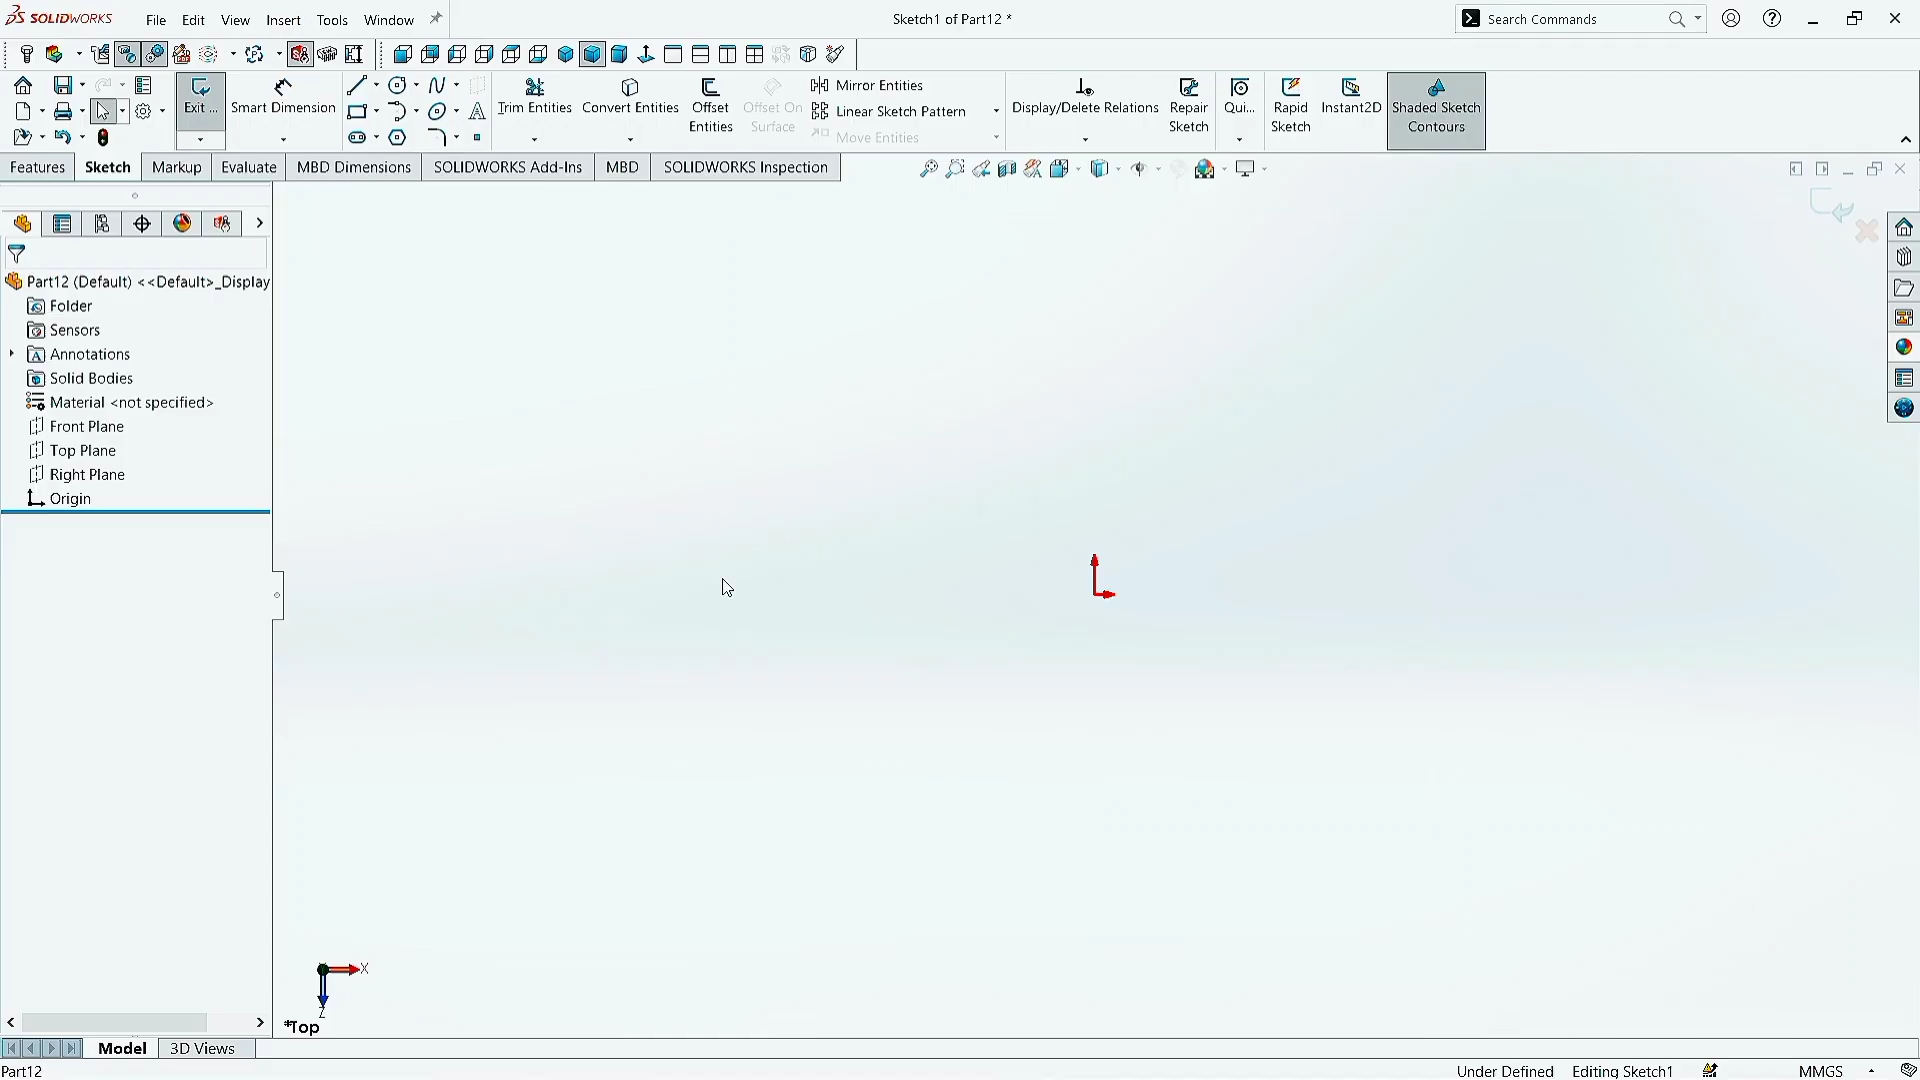 SOLIDWORKS File Edit View Insert Tools Window Sketch1 of Part12 * Search Commands
Exit ... Smart Dimension Trim Entities Convert Entities Offset Entities Offset On Surface Mirror Entities Linear Sketch Pattern Move Entities Display/Delete Relations Repair Sketch Qui... Rapid Sketch Instant2D Shaded Sketch Contours
Features Sketch Markup Evaluate MBD Dimensions SOLIDWORKS Add-Ins MBD SOLIDWORKS Inspection
Part12 (Default) <<Default>_Display
Folder
Sensors
Annotations
Solid Bodies
Material <not specified>
Front Plane
Top Plane
Right Plane
Origin
X
Z
*Top
Model 3D Views
Part12 Under Defined Editing Sketch1 MMGS